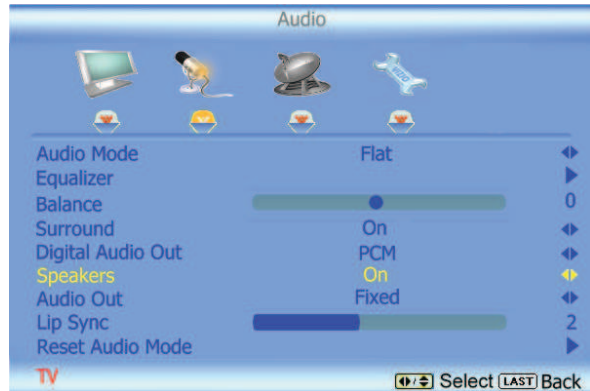 Audio
VIZIO
Audio Mode Flat
Equalizer
Balance 0
Surround On
Digital Audio Out PCM
Speakers On
Audio Out Fixed
Lip Sync 2
Reset Audio Mode
TV Select LAST Back